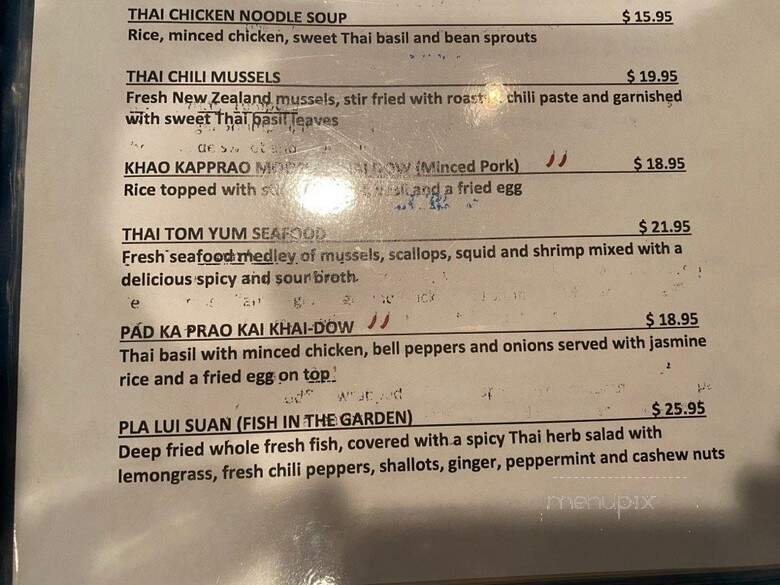 THAI CHICKEN NOODLE SOUP $ 15.95
Rice, minced chicken, sweet Thai basil and bean sprouts
THAI CHILI MUSSELS $ 19.95
Fresh New Zealand mussels, stir fried with roast chili paste and garnished
with sweet Thai basil leaves
KHAO KAPPRAO DOW (Minced Pork) $ 18.95
Rice topped with and a fried egg
THAI TOM YUM SEAFOOD $ 21.95
Fresh seafood medley of mussels, scallops, squid and shrimp mixed with a
delicious spicy and sour broth.
PAD KA PRAO KAI KHAI-DOW $ 18.95
Thai basil with minced chicken, bell peppers and onions served with jasmine
rice and a fried egg on top
PLA LUI SUAN (FISH IN THE GARDEN) $ 25.95
Deep fried whole fresh fish, covered with a spicy Thai herb salad with
lemongrass, fresh chili peppers, shallots, ginger, peppermint and cashew nuts
menupix